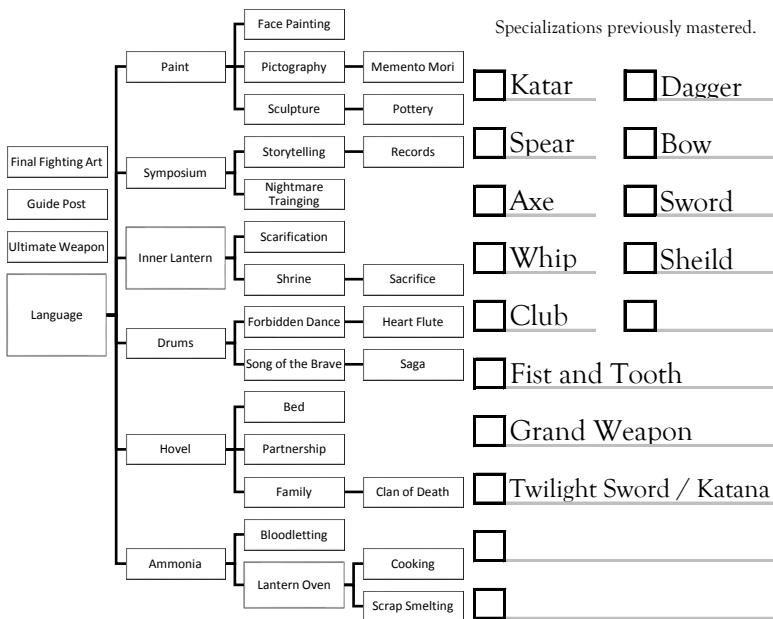 Specializations previously mastered.
Final Fighting Art
Guide Post
Ultimate Weapon
Language
Paint
Face Painting
Pictography
Memento Mori
Sculpture
Pottery
Symposium
Storytelling
Records
Nightmare
Trainging
Inner Lantern
Scarification
Shrine
Sacrifice
Drums
Forbidden Dance
Heart Flute
Song of the Brave
Saga
Hovel
Bed
Partnership
Family
Clan of Death
Ammonia
Bloodletting
Lantern Oven
Cooking
Scrap Smelting
Katar
Dagger
Spear
Bow
Axe
Sword
Whip
Sheild
Club
Fist and Tooth
Grand Weapon
Twilight Sword / Katana